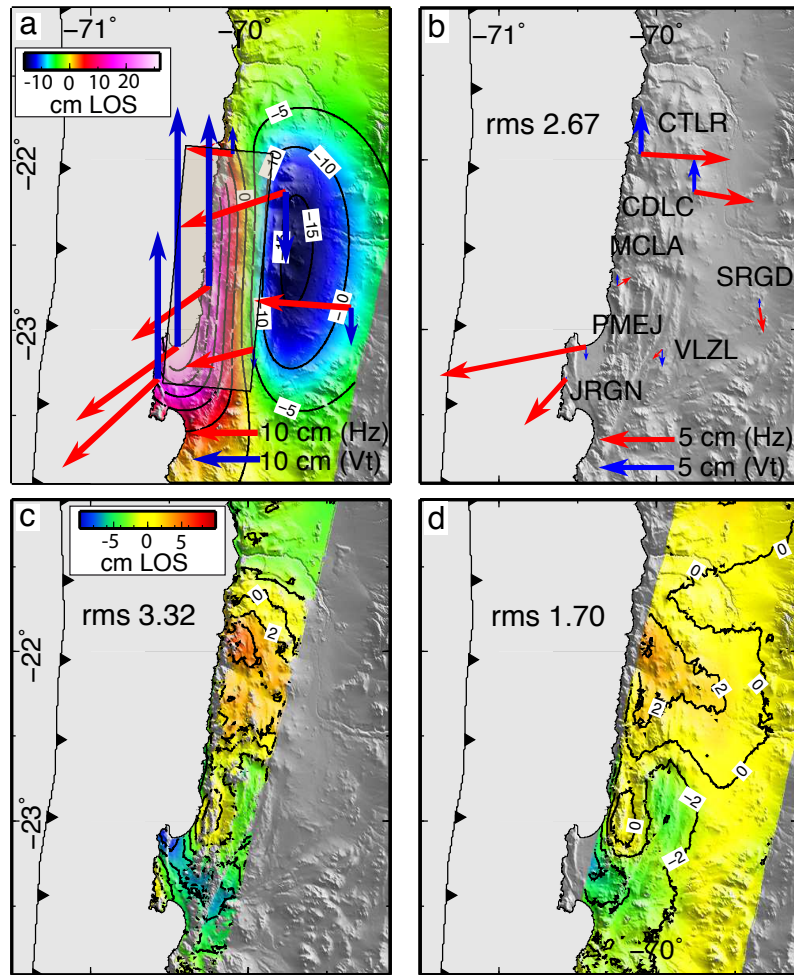 a
−71°
−70°
-10 0 10 20
cm LOS
−5
−10
−15
0
−10
−5
−22°
−23°
10 cm (Hz)
10 cm (Vt)
b
−71°
−70°
rms 2.67
CTLR
CDLC
MCLA
SRGD
PMEJ
VLZL
JRGN
5 cm (Hz)
5 cm (Vt)
c
-5 0 5
cm LOS
rms 3.32
0
2
−22°
−23°
d
rms 1.70
0
0
2
2
0
0
0
−2
−2